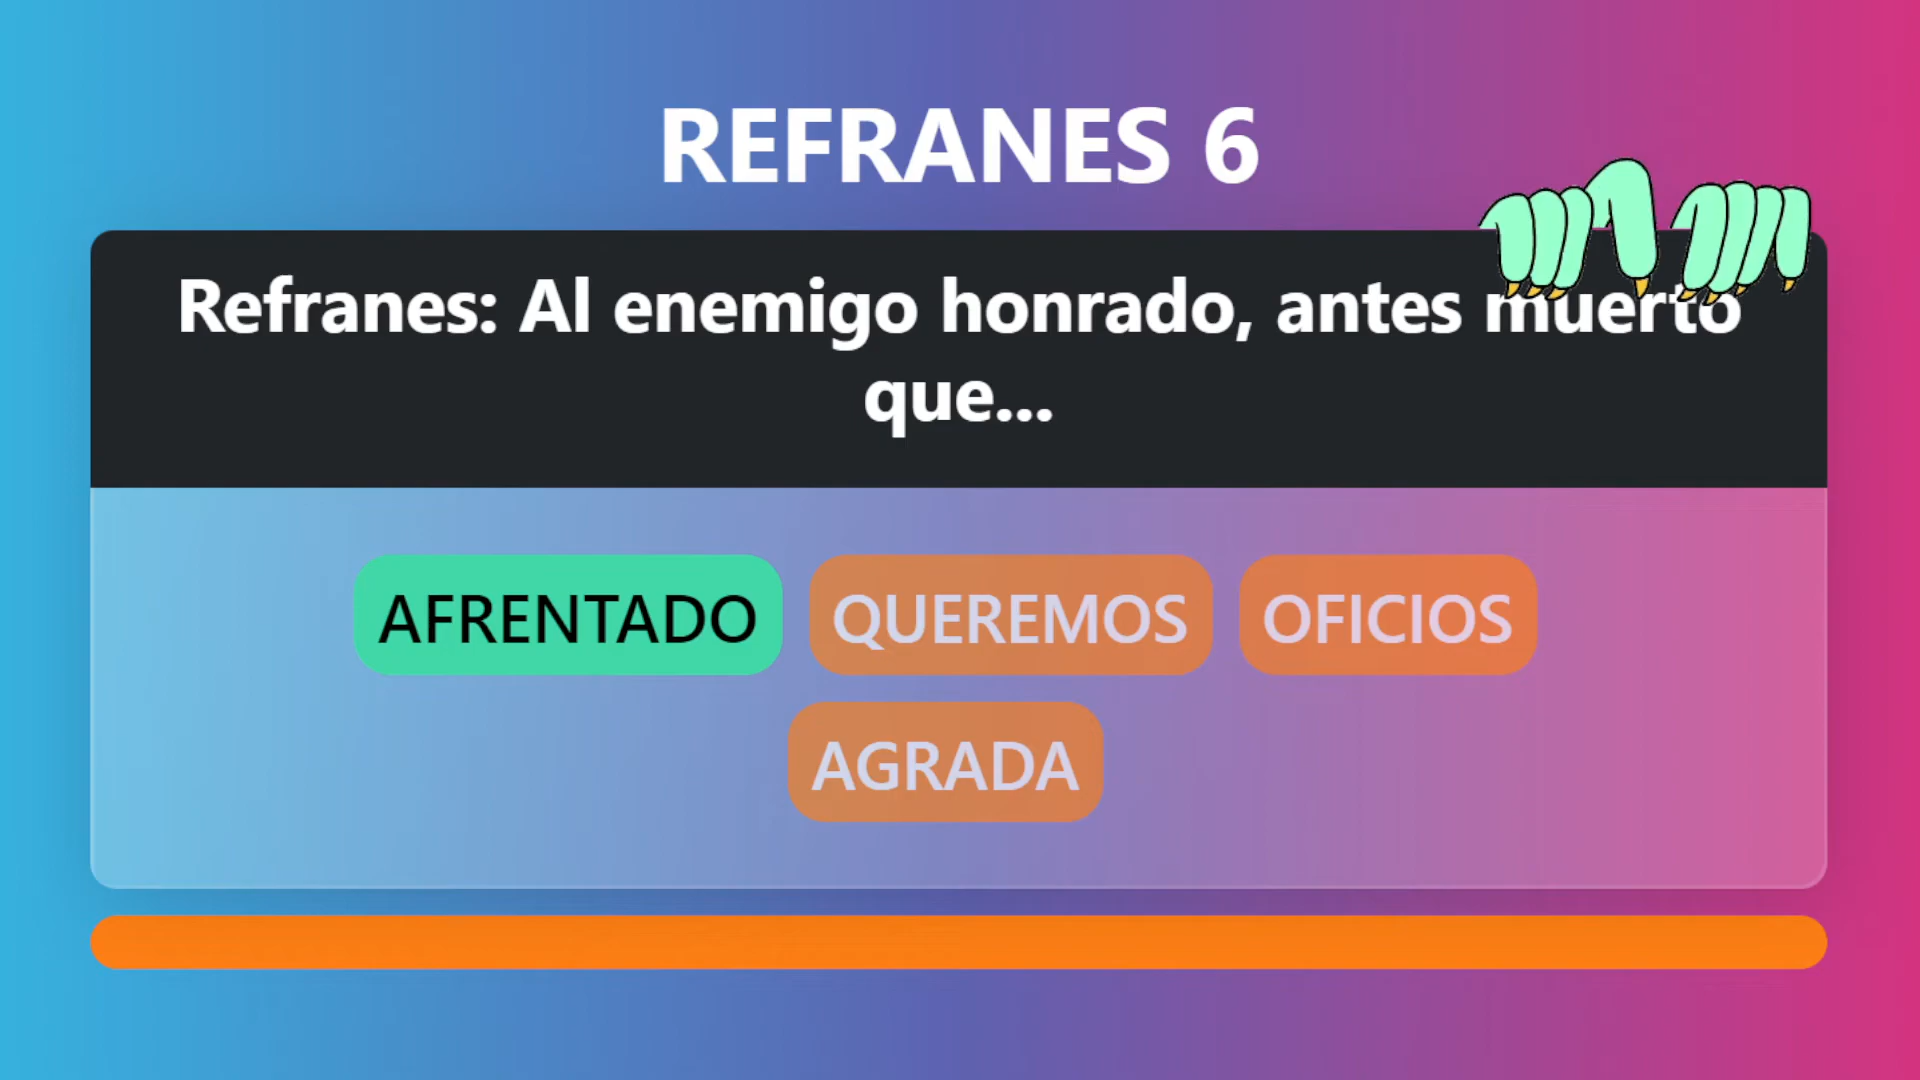 REFRANES 6
Refranes: Al enemigo honrado, antes muerto
que...
AFRENTADO QUEREMOS OFICIOS
AGRADA